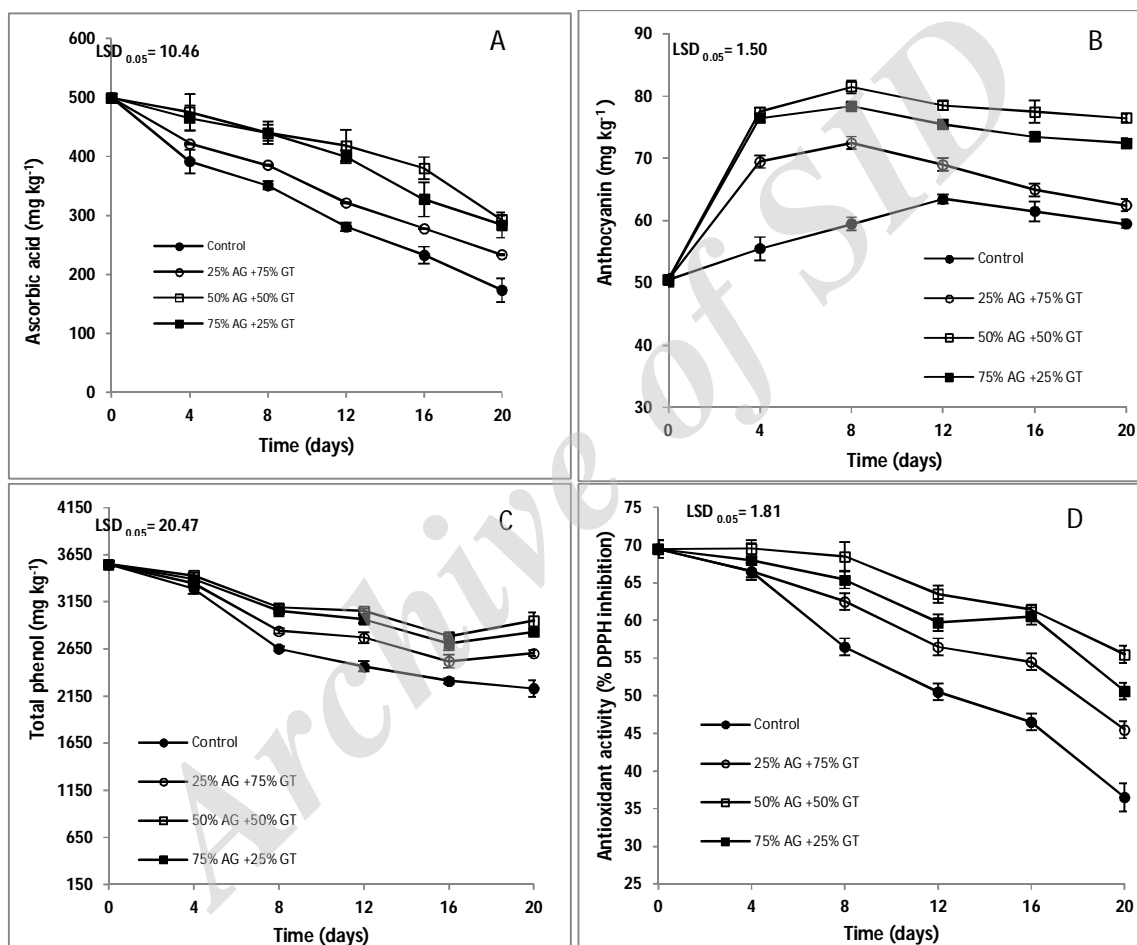 A
LSD 0.05= 10.46
600
500
400
300
200
100
0
Ascorbic acid (mg kg-1)
Control
25% AG +75% GT
50% AG +50% GT
75% AG +25% GT
0 4 8 12 16 20
Time (days)
B
LSD 0.05= 1.50
90
80
70
60
50
40
30
Anthocyanin (mg kg-1)
Control
25% AG +75% GT
50% AG +50% GT
75% AG +25% GT
0 4 8 12 16 20
Time (days)
C
LSD 0.05= 20.47
4150
3650
3150
2650
2150
1650
1150
650
150
Total phenol (mg kg-1)
Control
25% AG +75% GT
50% AG +50% GT
75% AG +25% GT
0 4 8 12 16 20
Time (days)
D
LSD 0.05= 1.81
75
70
65
60
55
50
45
40
35
30
25
Antioxidant activity (% DPPH inhibition)
Control
25% AG +75% GT
50% AG +50% GT
75% AG +25% GT
0 4 8 12 16 20
Time (days)
Archive of SID